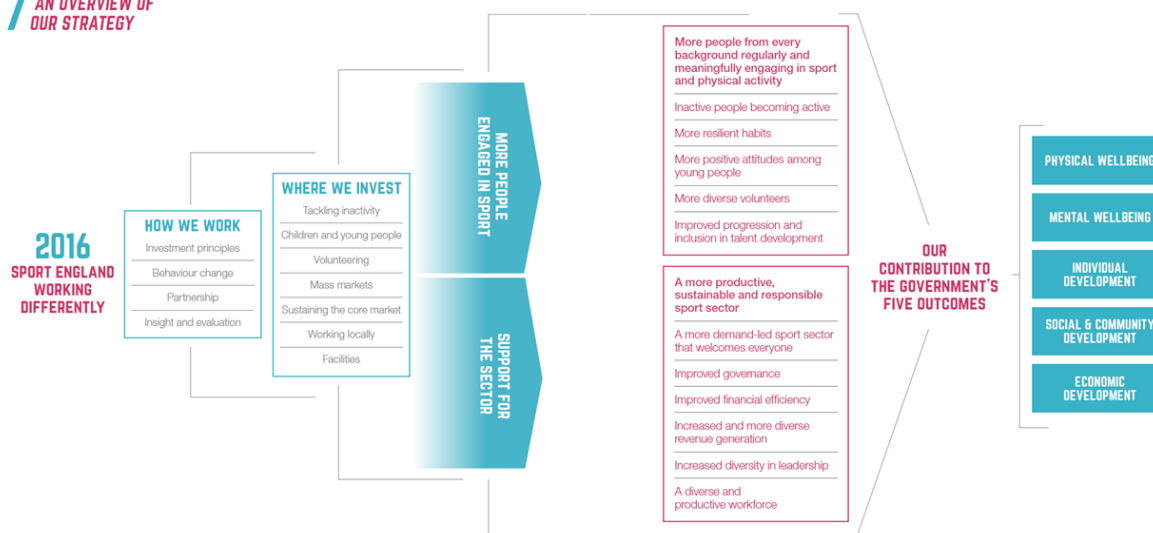 AN OVERVIEW OF
OUR STRATEGY
2016
SPORT ENGLAND
WORKING
DIFFERENTLY
HOW WE WORK
Investment principles
Behaviour change
Partnership
Insight and evaluation
WHERE WE INVEST
Tackling inactivity
Children and young people
Volunteering
Mass markets
Sustaining the core market
Working locally
Facilities
MORE PEOPLE
ENGAGED IN SPORT
SUPPORT FOR
THE SECTOR
More people from every
background regularly and
meaningfully engaging in sport
and physical activity
Inactive people becoming active
More resilient habits
More positive attitudes among
young people
More diverse volunteers
Improved progression and
inclusion in talent development
A more productive,
sustainable and responsible
sport sector
A more demand-led sport sector
that welcomes everyone
Improved governance
Improved financial efficiency
Increased and more diverse
revenue generation
Increased diversity in leadership
A diverse and
productive workforce
OUR
CONTRIBUTION TO
THE GOVERNMENT'S
FIVE OUTCOMES
PHYSICAL WELLBEING
MENTAL WELLBEING
INDIVIDUAL
DEVELOPMENT
SOCIAL & COMMUNITY
DEVELOPMENT
ECONOMIC
DEVELOPMENT